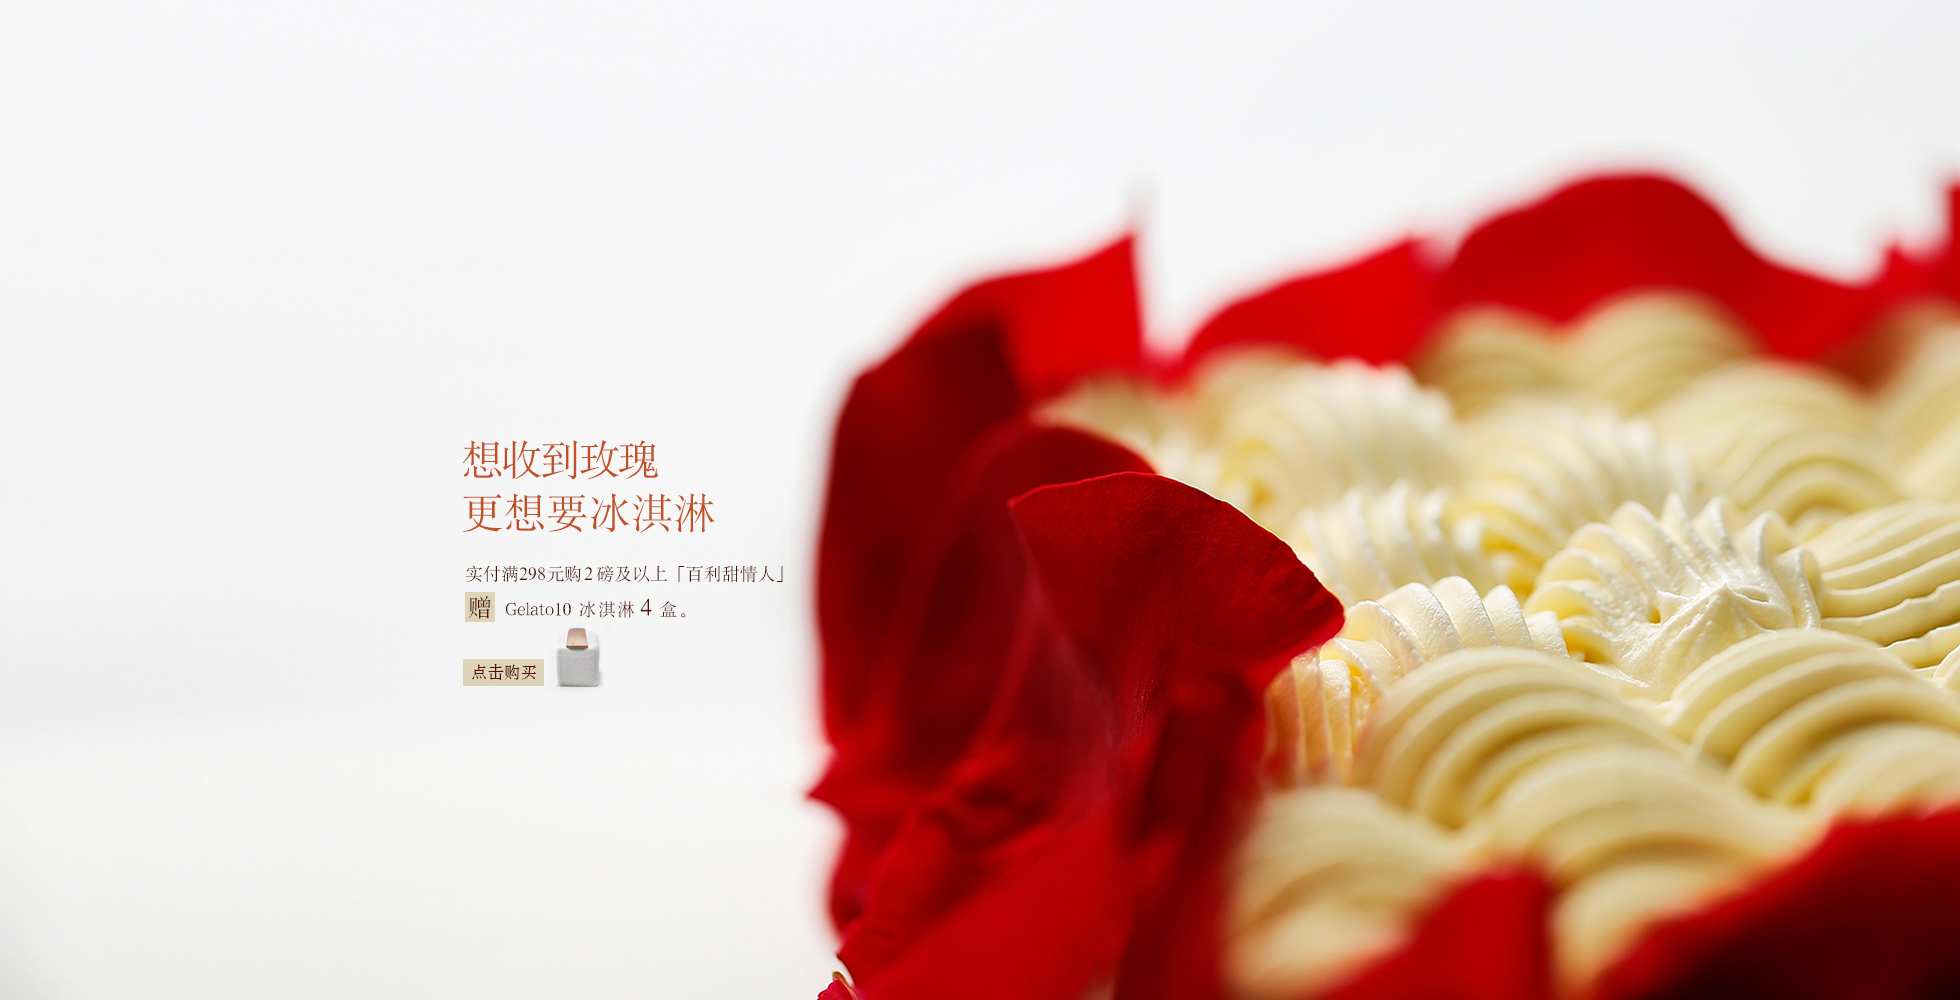 想收到玫瑰
更想要冰淇淋
实付满298元购2磅及以上「百利甜情人」
赠 Gelato10 冰淇淋 4 盒。
点击购买